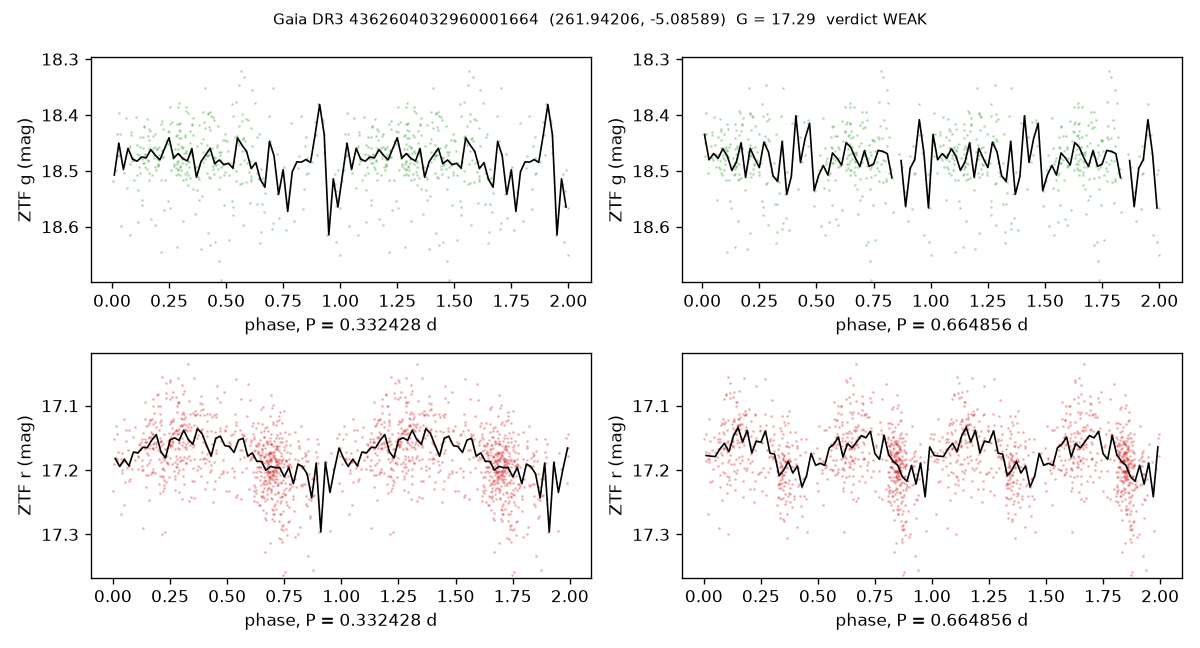 Gaia DR3 4362604032960001664 (261.94206, -5.08589) G = 17.29 verdict WEAK
18.3
18.4
18.5
18.6
ZTF g (mag)
0.00 0.25 0.50 0.75 1.00 1.25 1.50 1.75 2.00
phase, P = 0.332428 d
18.3
18.4
18.5
18.6
ZTF g (mag)
0.00 0.25 0.50 0.75 1.00 1.25 1.50 1.75 2.00
phase, P = 0.664856 d
17.1
17.2
17.3
ZTF r (mag)
0.00 0.25 0.50 0.75 1.00 1.25 1.50 1.75 2.00
phase, P = 0.332428 d
17.1
17.2
17.3
ZTF r (mag)
0.00 0.25 0.50 0.75 1.00 1.25 1.50 1.75 2.00
phase, P = 0.664856 d